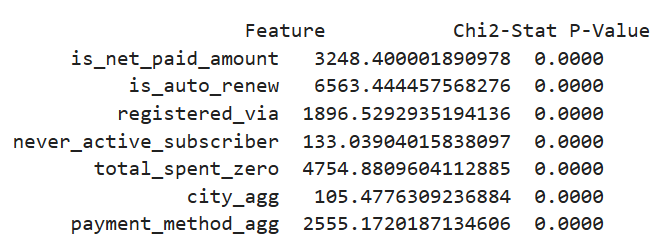 Feature Chi2-Stat P-Value
is_net_paid_amount 3248.400001890978 0.0000
is_auto_renew 6563.444457568276 0.0000
registered_via 1896.5292935194136 0.0000
never_active_subscriber 133.03904015838097 0.0000
total_spent_zero 4754.8809604112885 0.0000
city_agg 105.4776309236884 0.0000
payment_method_agg 2555.1720187134606 0.0000